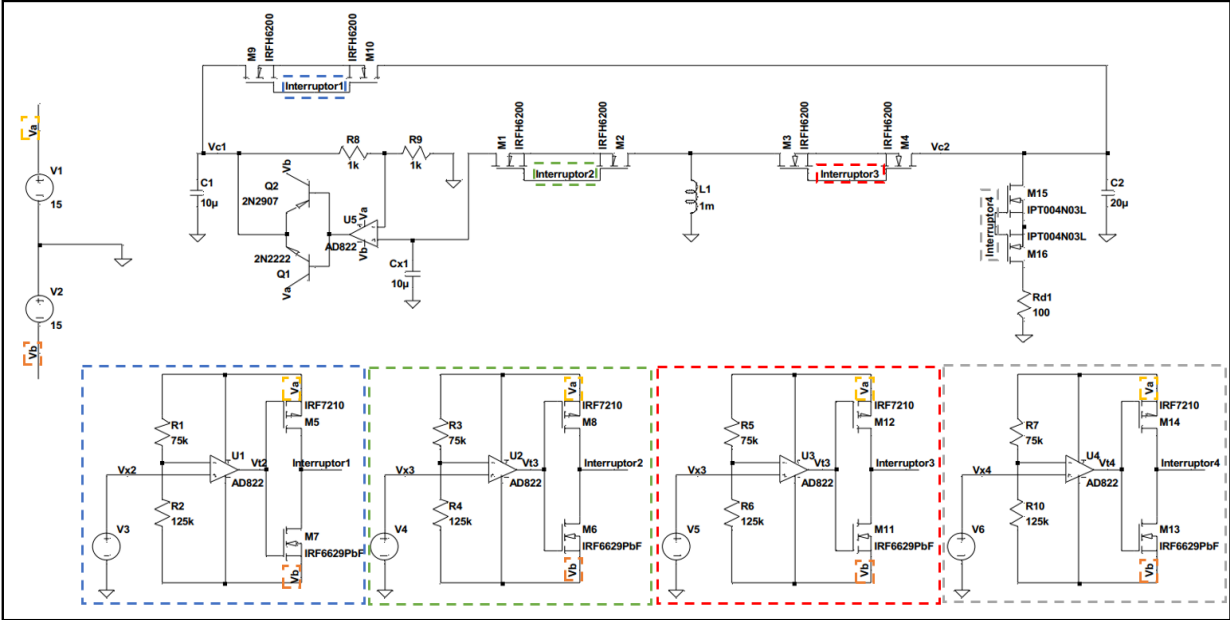 M9
IRFH6200
IRFH6200
M10
Interruptor1
Va
V1
15
V2
15
Vb
Vc1
C1
10µ
R8
1k
R9
1k
Vb
Q2
2N2907
U5
Va
AD822
Vb
2N2222
Q1
Va
Cx1
10µ
M1
IRFH6200
IRFH6200
M2
Interruptor2
L1
1m
M3
IRFH6200
IRFH6200
M4
Interruptor3
Vc2
M15
IPT004N03L
Interruptor4
IPT004N03L
M16
C2
20µ
Rd1
100
Va
IRF7210
M5
R1
75k
U1
Vx2
Vt2
Interruptor1
AD822
R2
125k
V3
M7
IRF6629PbF
Vb
Va
IRF7210
M8
R3
75k
U2
Vx3
Vt3
Interruptor2
AD822
R4
125k
V4
M6
IRF6629PbF
Vb
Va
IRF7210
M12
R5
75k
U3
Vx3
Vt3
Interruptor3
AD822
R6
125k
V5
M11
IRF6629PbF
Vb
Va
IRF7210
M14
R7
75k
U4
Vx4
Vt4
Interruptor4
AD822
R10
125k
V6
M13
IRF6629PbF
Vb